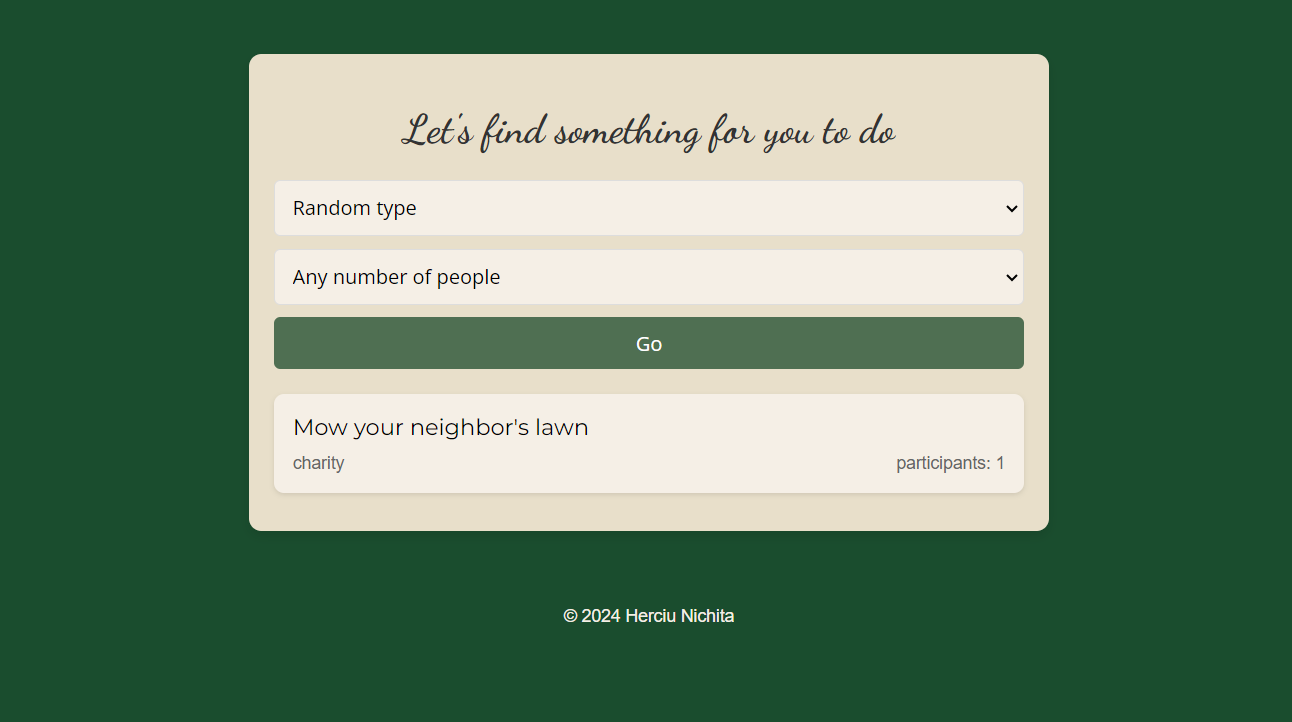 Let's find something for you to do
Random type
Any number of people
Go
Mow your neighbor's lawn
charity participants: 1
© 2024 Herciu Nichita